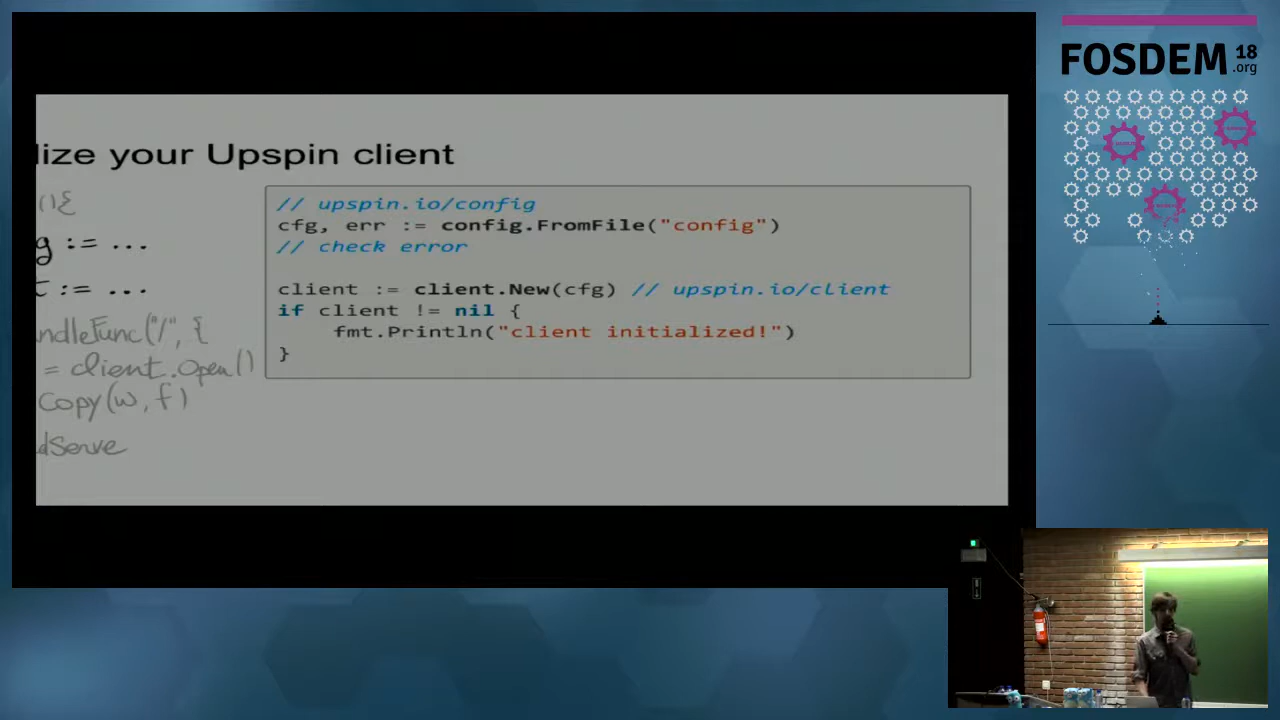 FOSDEM 18
.org
lize your Upspin client
(){
g := ...
t := ...
ndleFunc("/", {
= client.Open()
Copy(w, f)
dServe
// upspin.io/config
cfg, err := config.FromFile("config")
// check error
client := client.New(cfg) // upspin.io/client
if client != nil {
fmt.Println("client initialized!")
}